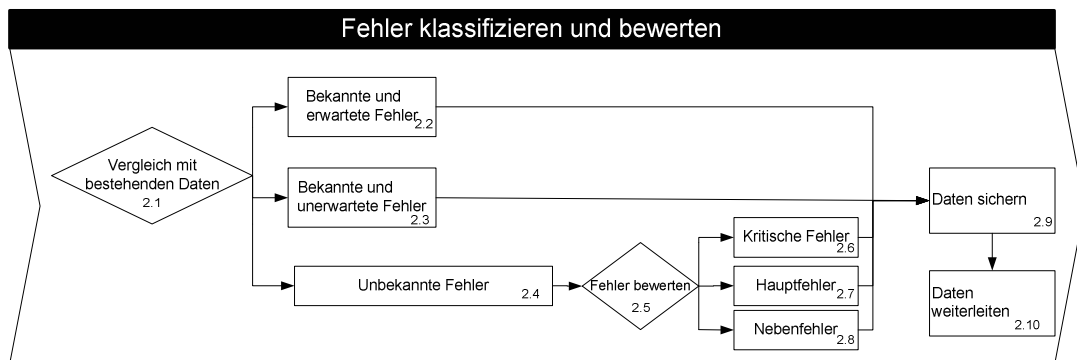 Fehler klassifizieren und bewerten
Vergleich mit
bestehenden Daten
2.1
Bekannte und
erwartete Fehler
2.2
Bekannte und
unerwartete Fehler
2.3
Unbekannte Fehler
2.4
Fehler bewerten
2.5
Kritische Fehler
2.6
Hauptfehler
2.7
Nebenfehler
2.8
Daten sichern
2.9
Daten
weiterleiten
2.10